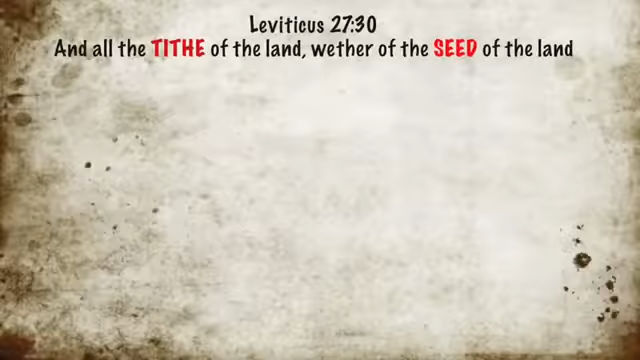 Leviticus 27:30
And all the TITHE of the land, wether of the SEED of the land